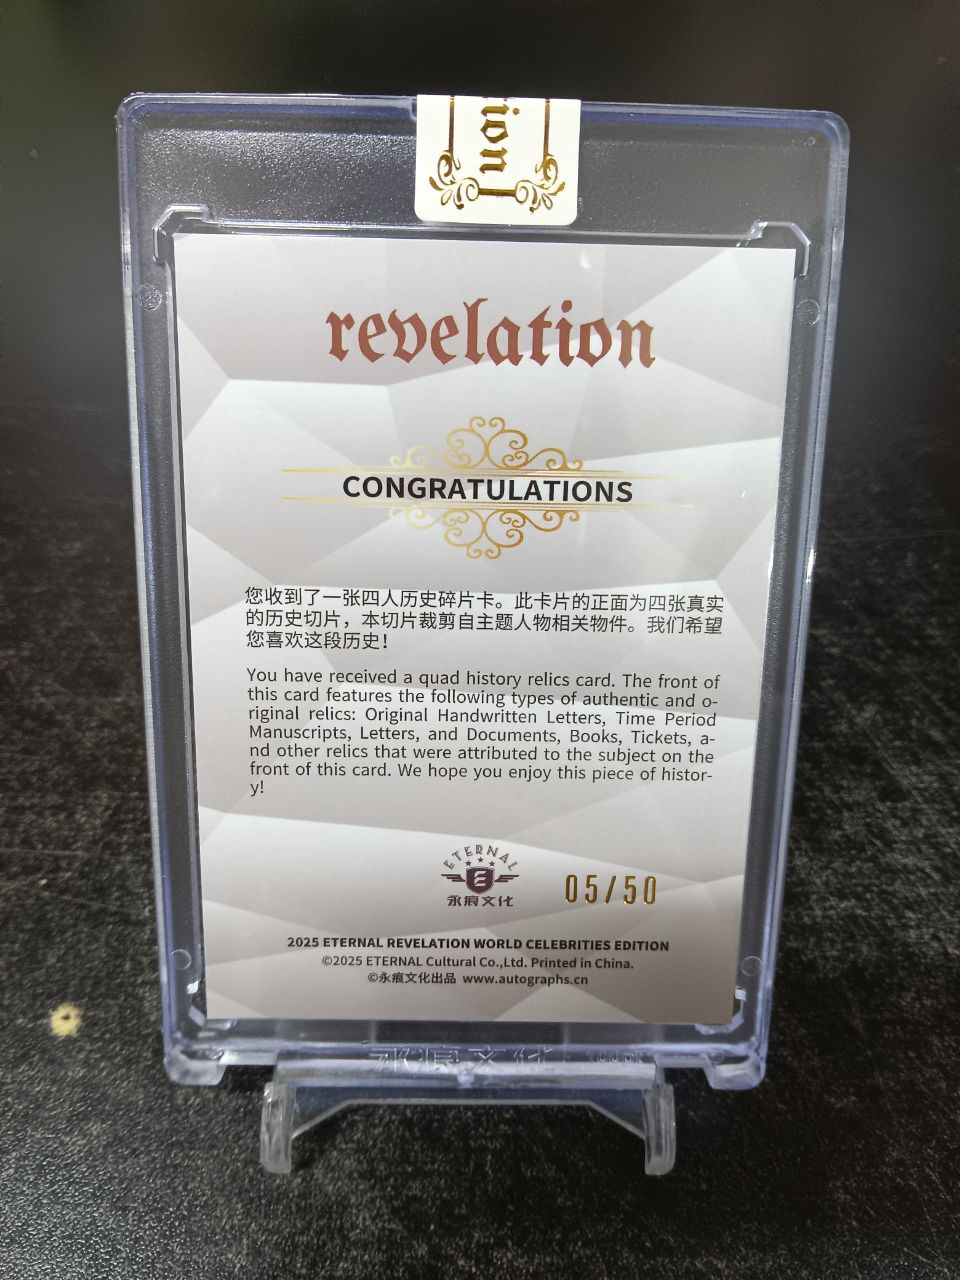 ion
revelation
CONGRATULATIONS
您收到了一张四人历史碎片卡。此卡片的正面为四张真实
的历史切片，本切片裁剪自主题人物相关物件。我们希望
您喜欢这段历史！
You have received a quad history relics card. The front of
this card features the following types of authentic and o-
riginal relics: Original Handwritten Letters, Time Period
Manuscripts, Letters, and Documents, Books, Tickets, a-
nd other relics that were attributed to the subject on the
front of this card. We hope you enjoy this piece of histor-
y!
ETERNAL
E
永痕文化
05/50
2025 ETERNAL REVELATION WORLD CELEBRITIES EDITION
©2025 ETERNAL Cultural Co.,Ltd. Printed in China.
©永痕文化出品 www.autographs.cn
永痕文化